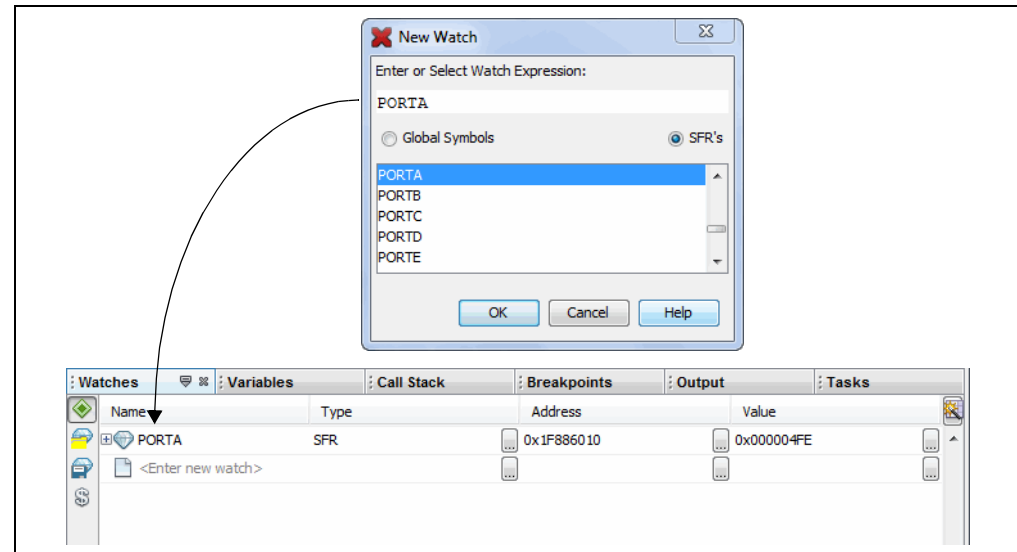 New Watch
Enter or Select Watch Expression:
PORTA
Global Symbols SFR's
PORTA
PORTB
PORTC
PORTD
PORTE
OK Cancel Help
Watches Variables Call Stack Breakpoints Output Tasks
Name Type Address Value
PORTA SFR ... 0x1F886010 ... 0x000004FE ...
<Enter new watch> ... ... ...